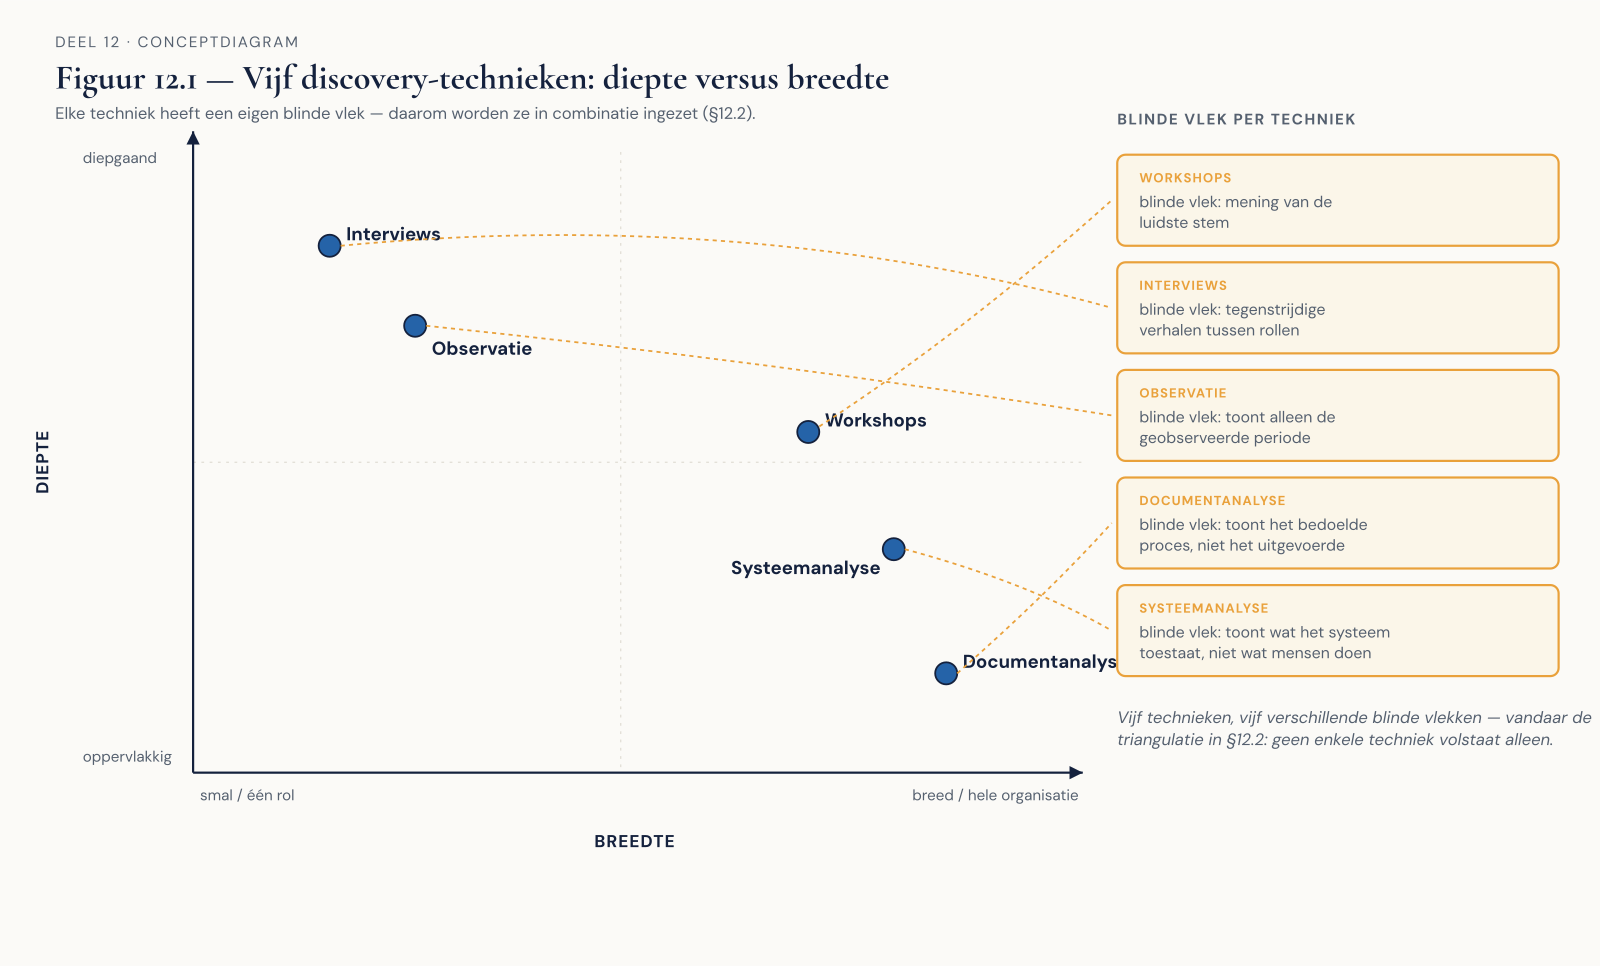 DEEL 12 · CONCEPTDIAGRAM
Figuur 12.1 — Vijf discovery-technieken: diepte versus breedte
Elke techniek heeft een eigen blinde vlek — daarom worden ze in combinatie ingezet (§12.2).
diepgaand
Interviews
Observatie
Workshops
DIEPTE
Systeemanalyse
Documentanalys
oppervlakkig
smal / één rol
breed / hele organisatie
BREEDTE
BLINDE VLEK PER TECHNIEK
WORKSHOPS
blinde vlek: mening van de
luidste stem
INTERVIEWS
blinde vlek: tegenstrijdige
verhalen tussen rollen
OBSERVATIE
blinde vlek: toont alleen de
geobserveerde periode
DOCUMENTANALYSE
blinde vlek: toont het bedoelde
proces, niet het uitgevoerde
SYSTEEMANALYSE
blinde vlek: toont wat het systeem
toestaat, niet wat mensen doen
Vijf technieken, vijf verschillende blinde vlekken — vandaar de
triangulatie in §12.2: geen enkele techniek volstaat alleen.